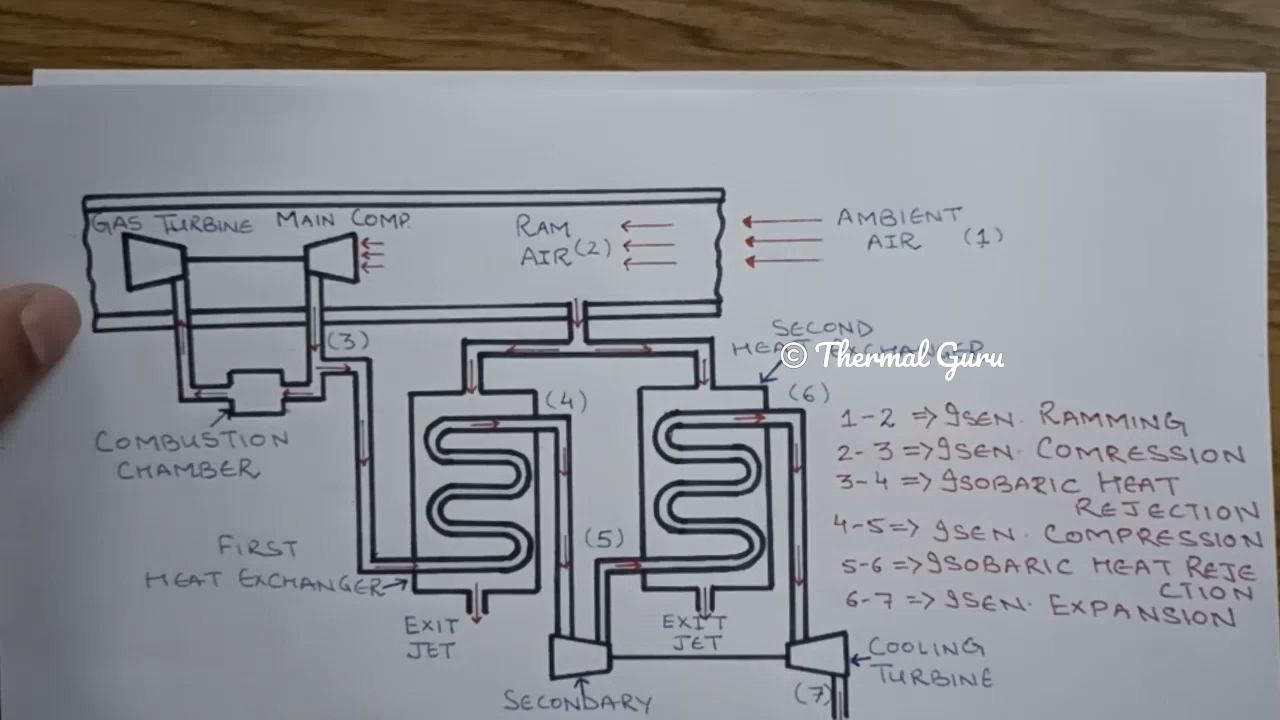 GAS TURBINE
MAIN COMP.
RAM
AIR (2)
AMBIENT
AIR (1)
(3)
SECOND
HEAT EXCHANGER
© Thermal Guru
(4)
(6)
COMBUSTION
CHAMBER
1-2 => ISEN. RAMMING
2-3 => ISEN. COMRESSION
3-4 => ISOBARIC HEAT
REJECTION
4-5 => ISEN. COMPRESSION
5-6 => ISOBARIC HEAT REJE
CTION
6-7 => ISEN. EXPANSION
FIRST
HEAT EXCHANGER
(5)
EXIT
JET
EXIT
JET
COOLING
TURBINE
SECONDARY
(7)